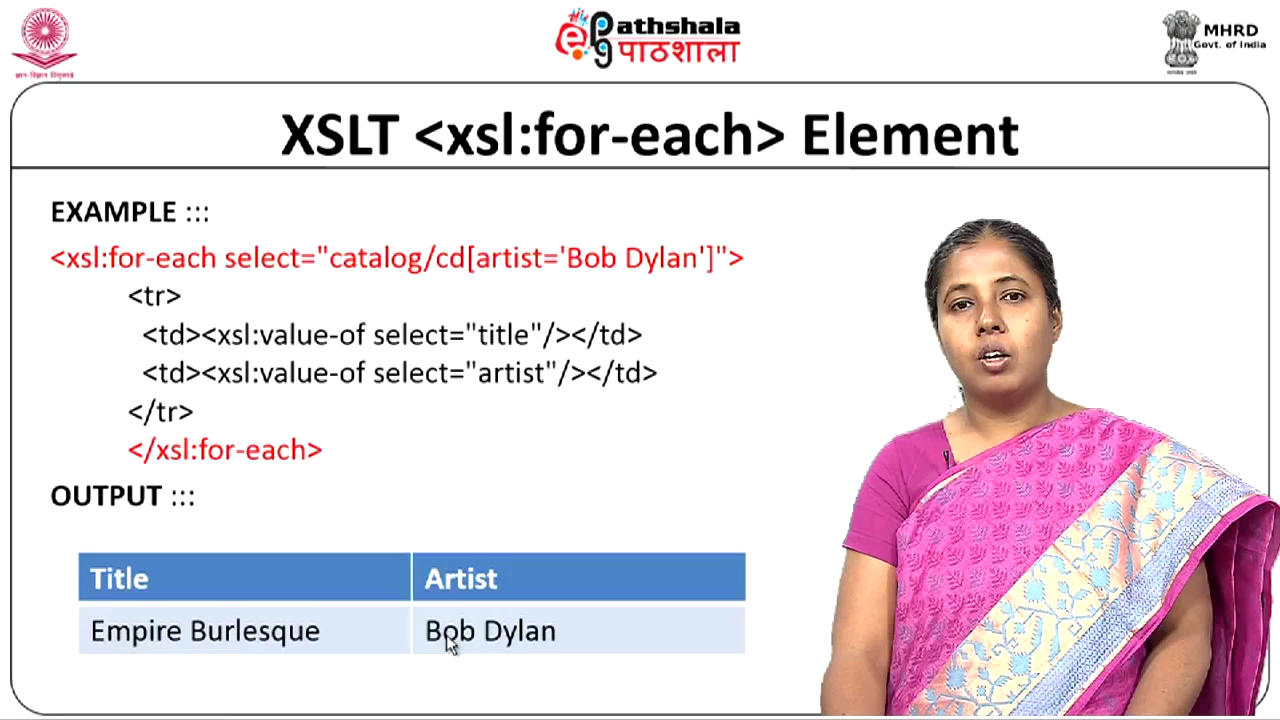 ePG Pathshala
पाठशाला
MHRD
Govt. of India
XSLT <xsl:for-each> Element
EXAMPLE :::
<xsl:for-each select="catalog/cd[artist='Bob Dylan']">
<tr>
<td><xsl:value-of select="title"/></td>
<td><xsl:value-of select="artist"/></td>
</tr>
</xsl:for-each>
OUTPUT :::
Title Artist
Empire Burlesque Bob Dylan